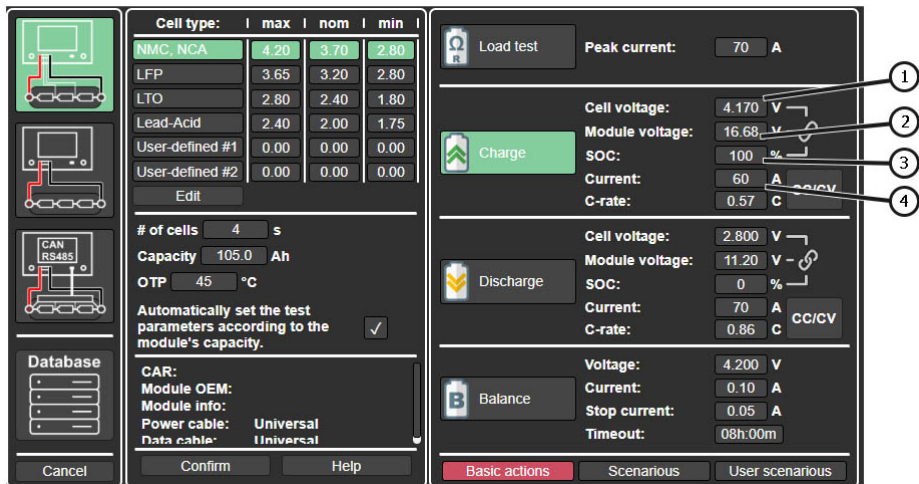 Cell type: max nom min
NMC, NCA 4.20 3.70 2.80
LFP 3.65 3.20 2.80
LTO 2.80 2.40 1.80
Lead-Acid 2.40 2.00 1.75
User-defined #1 0.00 0.00 0.00
User-defined #2 0.00 0.00 0.00
Edit
# of cells 4 s
Capacity 105.0 Ah
OTP 45 °C
Automatically set the test
parameters according to the
module's capacity.
CAR:
Module OEM:
Module info:
Power cable: Universal
Data cable: Universal
Confirm Help
CAN
RS485
Database
Cancel
Ω
R
Load test
Peak current: 70 A
Charge
Cell voltage: 4.170 V
Module voltage: 16.68 V
SOC: 100 %
Current: 60 A
C-rate: 0.57 C
CC/CV
1
2
3
4
Discharge
Cell voltage: 2.800 V
Module voltage: 11.20 V
SOC: 0 %
Current: 70 A
C-rate: 0.86 C
CC/CV
B
Balance
Voltage: 4.200 V
Current: 0.10 A
Stop current: 0.05 A
Timeout: 08h:00m
Basic actions Scenarious User scenarious